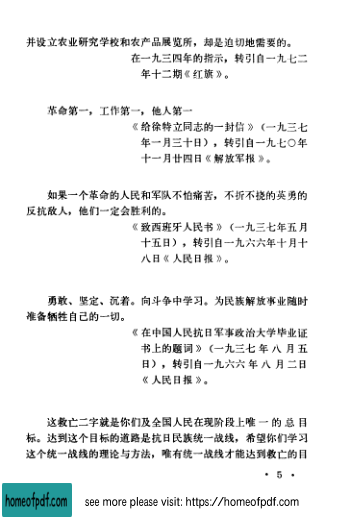 并设立农业研究学校和农产品展览所，却是迫切地需要的。
在一九三四年的指示，转引自一九七二
年十二期《红旗》。
革命第一，工作第一，他人第一
《给徐特立同志的一封信》（一九三七
年一月三十日），转引自一九七〇年
十一月廿四日《解放军报》。
如果一个革命的人民和军队不怕痛苦，不折不挠的英勇的
反抗敌人，他们一定会胜利的。
《致西班牙人民书》（一九三七年五月
十五日），转引自一九六六年十月十
八日《人民日报》。
勇敢、坚定、沉着。向斗争中学习。为民族解放事业随时
准备牺牲自己的一切。
《在中国人民抗日军事政治大学毕业证
书上的题词》（一九三七年八月五
日），转引自一九六六年八月二日
《人民日报》。
这救亡二字就是你们及全国人民在现阶段上唯一的总目
标。达到这个目标的道路是抗日民族统一战线，希望你们学习
这个统一战线的理论与方法，唯有统一战线才能达到救亡的目
• 5 •
homeofpdf.com
see more please visit: https://homeofpdf.com